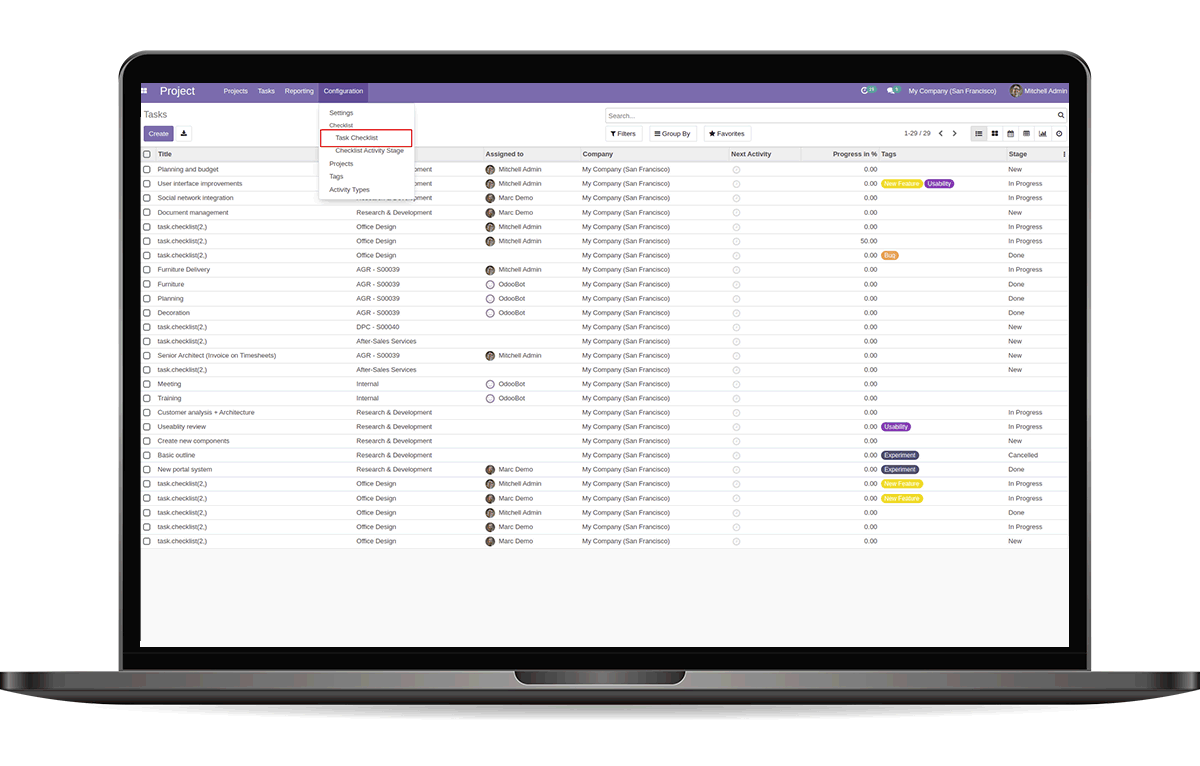 Project Projects Tasks Reporting Configuration My Company (San Francisco) Mitchell Admin
Settings
Checklist
Task Checklist
Checklist Activity Stage
Projects
Tags
Activity Types
Tasks Search...
Create Filters Group By Favorites 1-29 / 29
Title Assigned to Company Next Activity Progress in % Tags Stage
Planning and budget Mitchell Admin My Company (San Francisco) 0.00 New
User interface improvements Mitchell Admin My Company (San Francisco) 0.00 New Feature Usability In Progress
Social network integration Research & Development Marc Demo My Company (San Francisco) 0.00 In Progress
Document management Research & Development Marc Demo My Company (San Francisco) 0.00 New
task.checklist(2,) Office Design Mitchell Admin My Company (San Francisco) 0.00 In Progress
task.checklist(2,) Office Design Mitchell Admin My Company (San Francisco) 50.00 In Progress
task.checklist(2,) Office Design My Company (San Francisco) 0.00 Bug Done
Furniture Delivery AGR - S00039 Mitchell Admin My Company (San Francisco) 0.00 In Progress
Furniture AGR - S00039 OdooBot My Company (San Francisco) 0.00 Done
Planning AGR - S00039 OdooBot My Company (San Francisco) 0.00 Done
Decoration AGR - S00039 OdooBot My Company (San Francisco) 0.00 Done
task.checklist(2,) DPC - S00040 My Company (San Francisco) 0.00 New
task.checklist(2,) After-Sales Services My Company (San Francisco) 0.00 New
Senior Architect (Invoice on Timesheets) AGR - S00039 Mitchell Admin My Company (San Francisco) 0.00 New
task.checklist(2,) After-Sales Services My Company (San Francisco) 0.00 New
Meeting Internal OdooBot My Company (San Francisco) 0.00
Training Internal OdooBot My Company (San Francisco) 0.00
Customer analysis + Architecture Research & Development My Company (San Francisco) 0.00 In Progress
Useablity review Research & Development My Company (San Francisco) 0.00 Usability In Progress
Create new components Research & Development My Company (San Francisco) 0.00 New
Basic outline Research & Development My Company (San Francisco) 0.00 Experiment Cancelled
New portal system Research & Development Marc Demo My Company (San Francisco) 0.00 Experiment Done
task.checklist(2,) Office Design Mitchell Admin My Company (San Francisco) 0.00 New Feature In Progress
task.checklist(2,) Office Design Marc Demo My Company (San Francisco) 0.00 New Feature In Progress
task.checklist(2,) Office Design Mitchell Admin My Company (San Francisco) 0.00 Done
task.checklist(2,) Office Design Marc Demo My Company (San Francisco) 0.00 In Progress
task.checklist(2,) Office Design Marc Demo My Company (San Francisco) 0.00 New